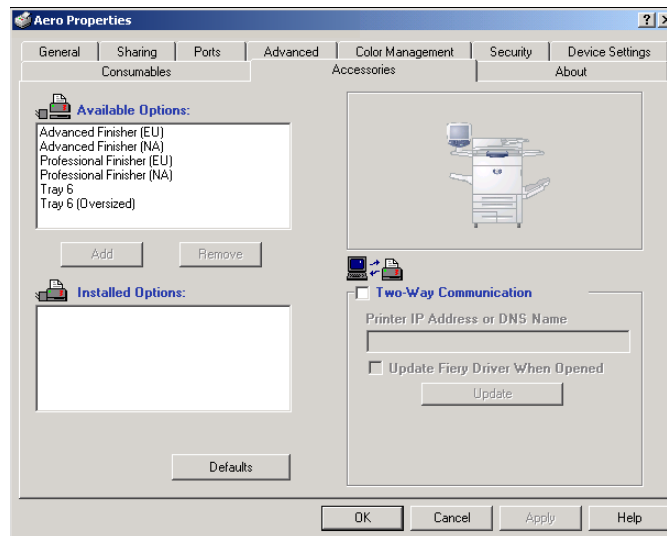 Aero Properties
General Sharing Ports Advanced Color Management Security Device Settings
Consumables Accessories About
Available Options:
Advanced Finisher (EU)
Advanced Finisher (NA)
Professional Finisher (EU)
Professional Finisher (NA)
Tray 6
Tray 6 (Oversized)
Add Remove
Installed Options:
Two-Way Communication
Printer IP Address or DNS Name
Update Fiery Driver When Opened
Update
Defaults
OK Cancel Apply Help